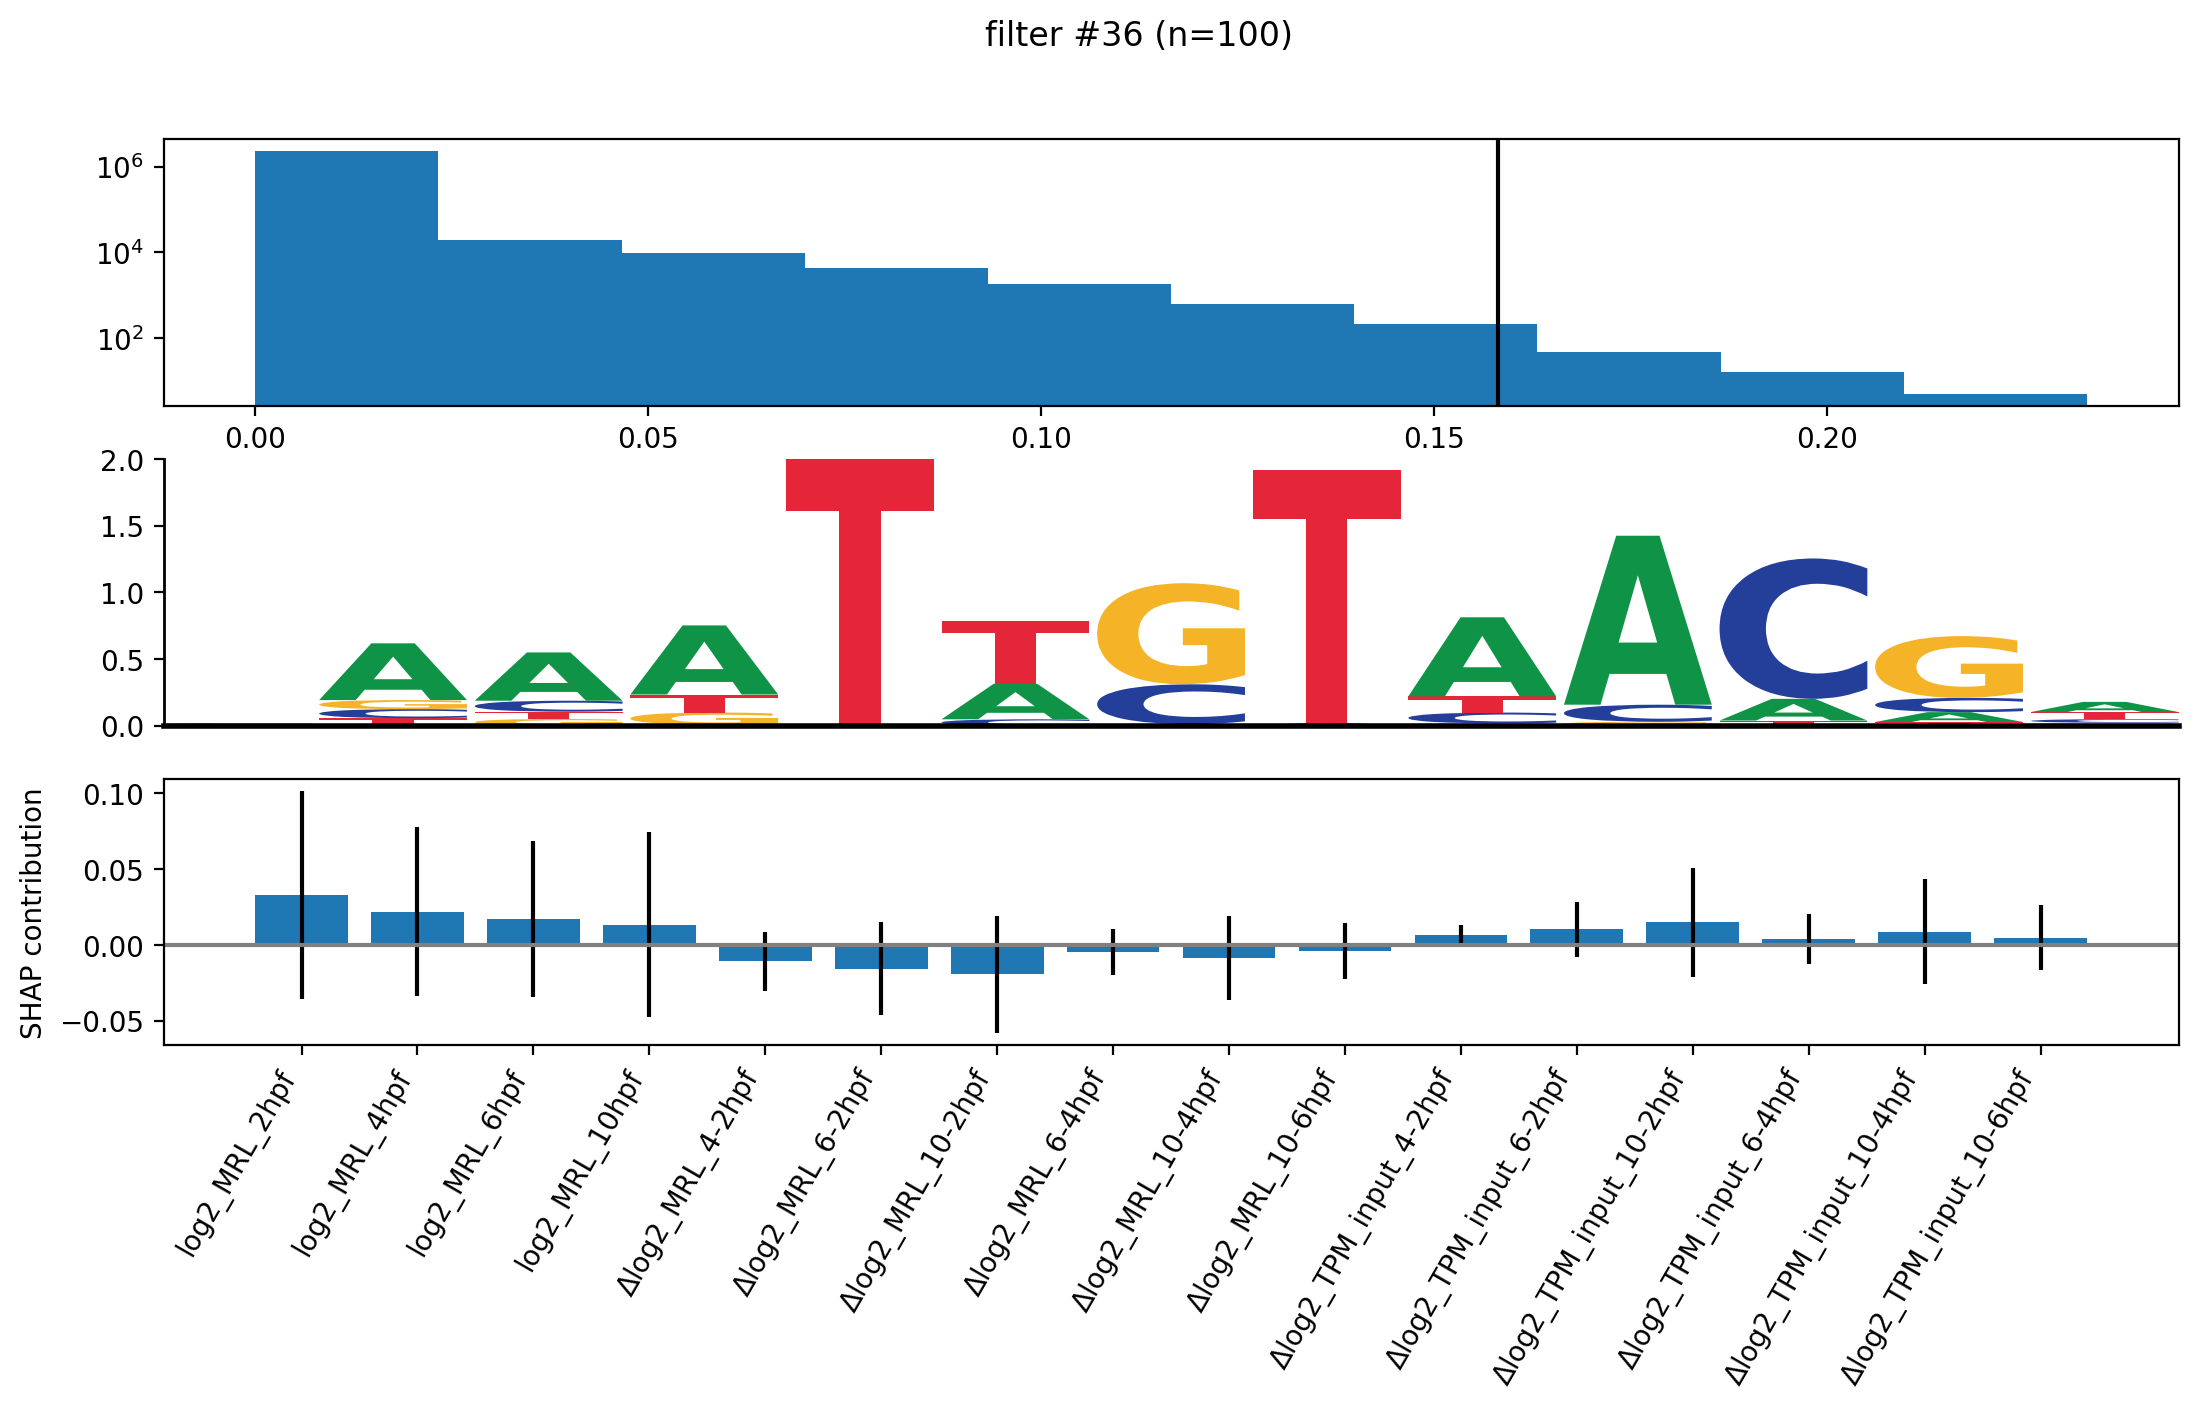 filter #36 (n=100)
10⁶
10⁴
10²
0.00 0.05 0.10 0.15 0.20
2.0
1.5
1.0
0.5
0.0
A A A T T G T A A C G A
SHAP contribution
0.10
0.05
0.00
−0.05
log2_MRL_2hpf
log2_MRL_4hpf
log2_MRL_6hpf
log2_MRL_10hpf
Δlog2_MRL_4-2hpf
Δlog2_MRL_6-2hpf
Δlog2_MRL_10-2hpf
Δlog2_MRL_6-4hpf
Δlog2_MRL_10-4hpf
Δlog2_MRL_10-6hpf
Δlog2_TPM_input_4-2hpf
Δlog2_TPM_input_6-2hpf
Δlog2_TPM_input_10-2hpf
Δlog2_TPM_input_6-4hpf
Δlog2_TPM_input_10-4hpf
Δlog2_TPM_input_10-6hpf